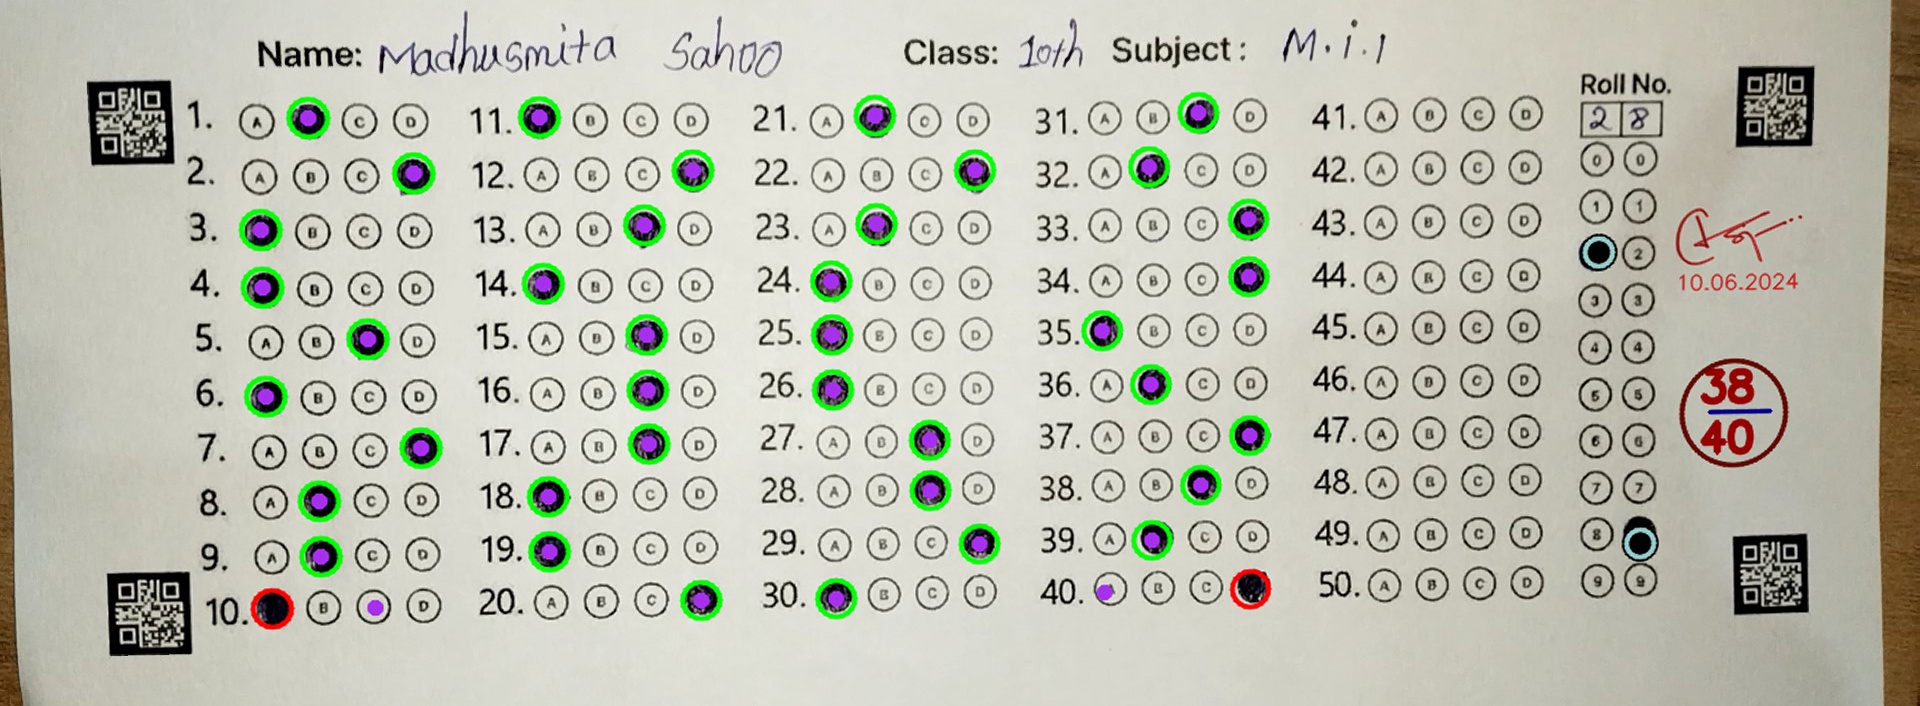 Name: Madhusmita Sahoo Class: 10th Subject: M.i.l
Roll No.
2 8
1. A C D 11. B C D 21. A C D 31. A B D 41. A B C D
2. A B C 12. A B C 22. A B C 32. A C D 42. A B C D
3. B C D 13. A B D 23. A C D 33. A B C 43. A B C D
4. B C D 14. B C D 24. B C D 34. A B C 44. A B C D
5. A B D 15. A B D 25. B C D 35. B C D 45. A B C D
6. B C D 16. A B D 26. B C D 36. A C D 46. A B C D
7. A B C 17. A B D 27. A B D 37. A B C 47. A B C D
8. A C D 18. B C D 28. A B D 38. A B D 48. A B C D
9. A C D 19. B C D 29. A B C 39. A C D 49. A B C D
10. B D 20. A B C 30. B C D 40. B C 50. A B C D
0 0
1 1
2
3 3
4 4
5 5
6 6
7 7
8
9 9
10.06.2024
38
40